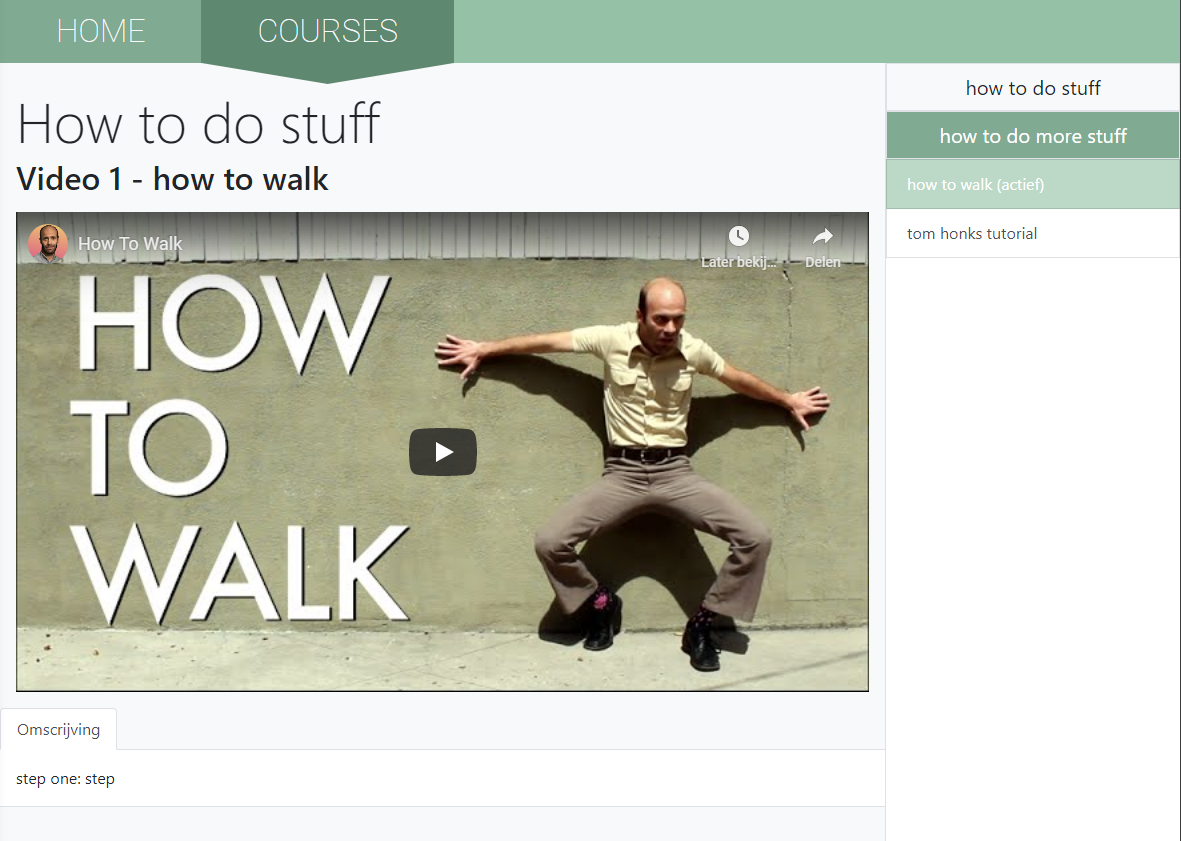 HOME
COURSES
How to do stuff
Video 1 - how to walk
How To Walk
Later bekij...
Delen
HOW
TO
WALK
Omscrijving
step one: step
how to do stuff
how to do more stuff
how to walk (actief)
tom honks tutorial